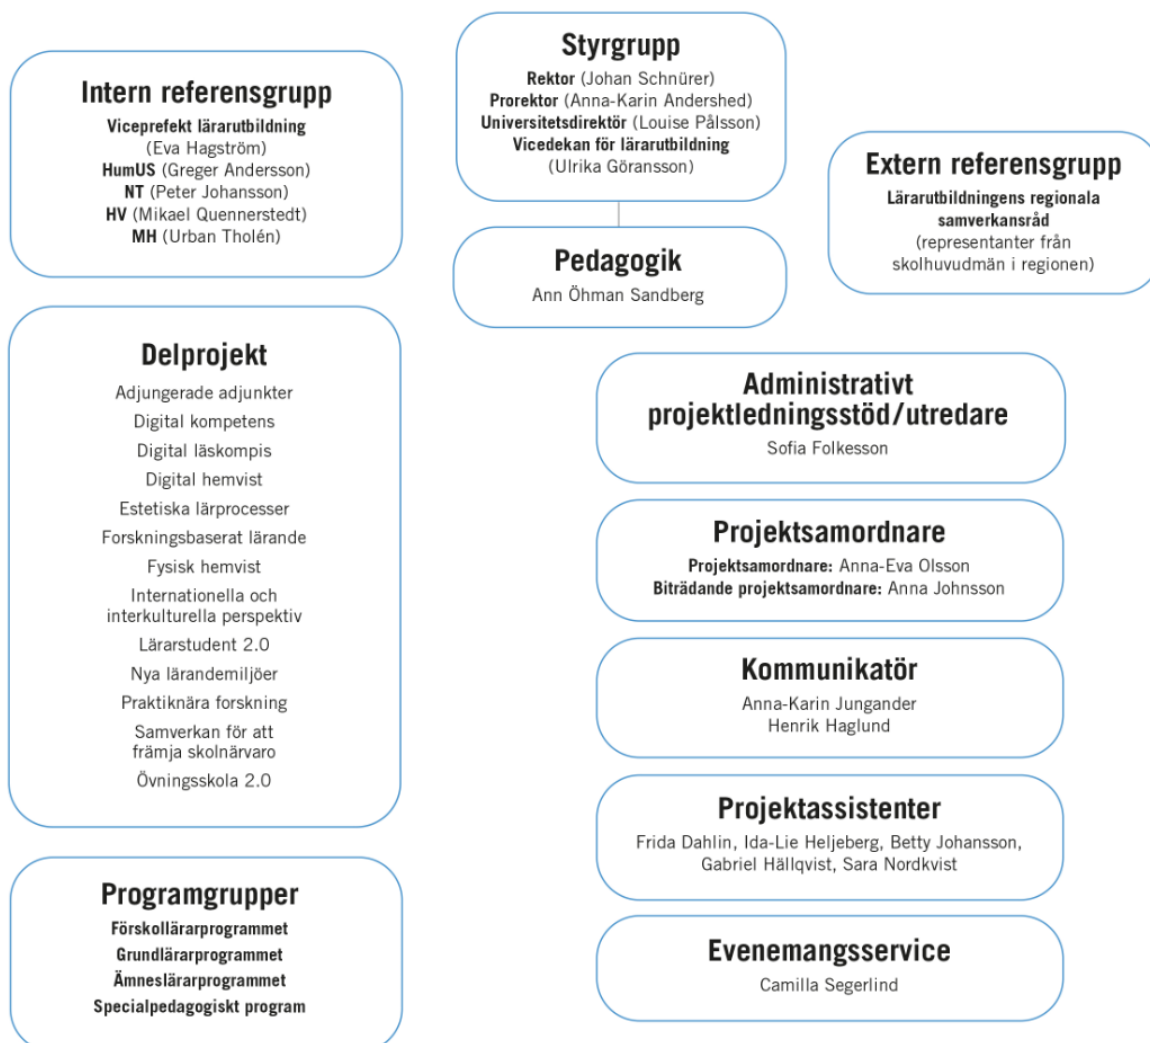 Intern referensgrupp
Viceprefekt lärarutbildning
(Eva Hagström)
HumUS (Greger Andersson)
NT (Peter Johansson)
HV (Mikael Quennerstedt)
MH (Urban Tholén)
Styrgrupp
Rektor (Johan Schnürer)
Prorektor (Anna-Karin Andershed)
Universitetsdirektör (Louise Pålsson)
Vicedekan för lärarutbildning
(Ulrika Göransson)
Extern referensgrupp
Lärarutbildningens regionala
samverkansråd
(representanter från
skolhuvudmän i regionen)
Pedagogik
Ann Öhman Sandberg
Delprojekt
Adjungerade adjunkter
Digital kompetens
Digital läskompis
Digital hemvist
Estetiska lärprocesser
Forskningsbaserat lärande
Fysisk hemvist
Internationella och
interkulturella perspektiv
Lärarstudent 2.0
Nya lärandemiljöer
Praktiknära forskning
Samverkan för att
främja skolnärvaro
Övningsskola 2.0
Administrativt
projektledningsstöd/utredare
Sofia Folkesson
Projektsamordnare
Projektsamordnare: Anna-Eva Olsson
Biträdande projektsamordnare: Anna Johnsson
Kommunikatör
Anna-Karin Jungander
Henrik Haglund
Projektassistenter
Frida Dahlin, Ida-Lie Heljeberg, Betty Johansson,
Gabriel Hällqvist, Sara Nordkvist
Programgrupper
Förskollärarprogrammet
Grundlärarprogrammet
Ämneslärarprogrammet
Specialpedagogiskt program
Evenemangsservice
Camilla Segerlind